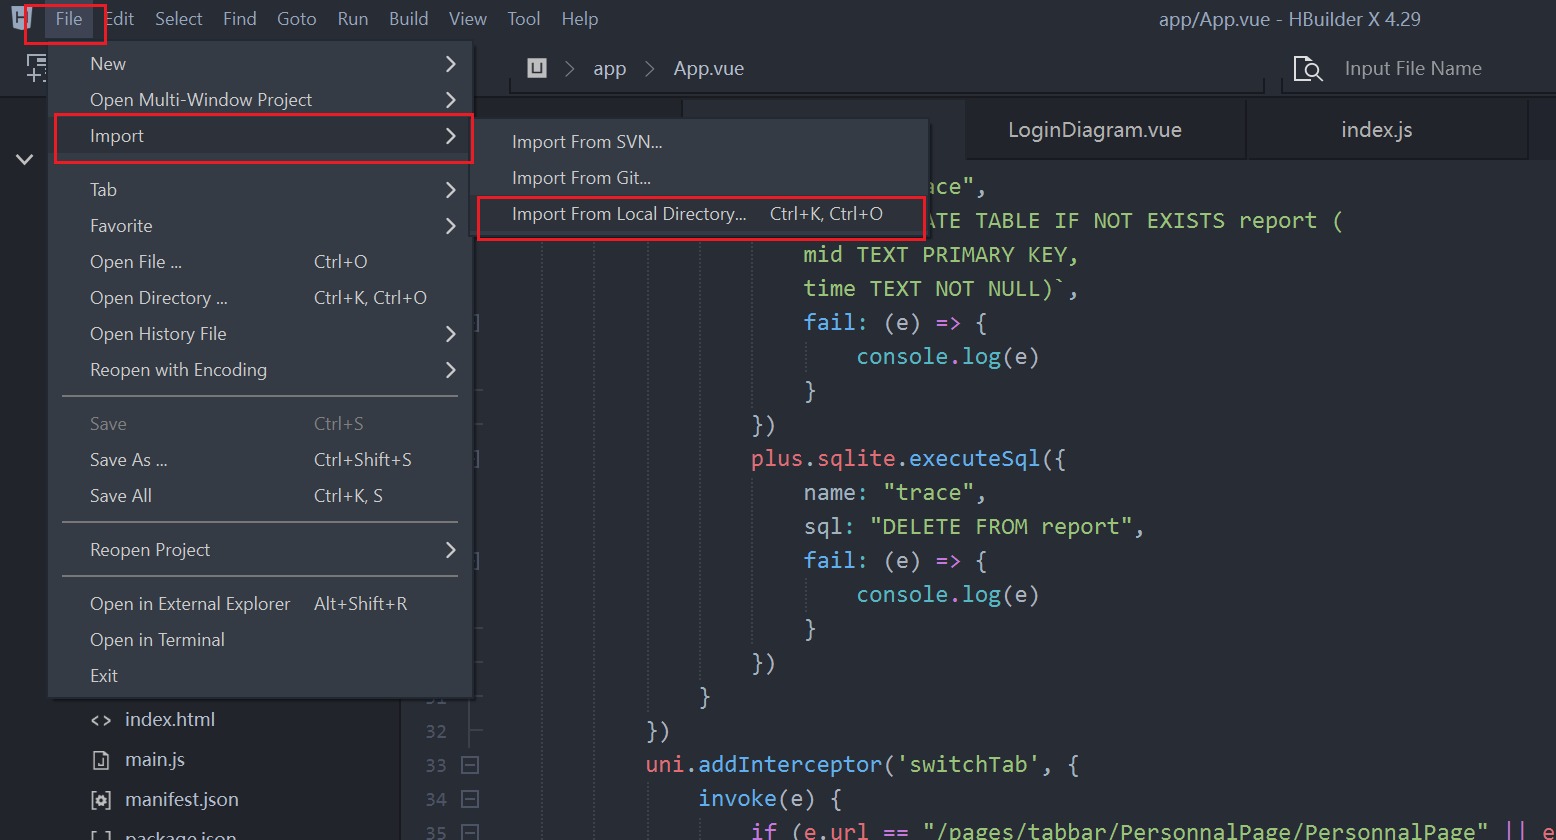 H File Edit Select Find Goto Run Build View Tool Help app/App.vue - HBuilder X 4.29
U app App.vue Input File Name
New
Open Multi-Window Project
Import
Tab
Favorite
Open File ... Ctrl+O
Open Directory ... Ctrl+K, Ctrl+O
Open History File
Reopen with Encoding
Save Ctrl+S
Save As ... Ctrl+Shift+S
Save All Ctrl+K, S
Reopen Project
Open in External Explorer Alt+Shift+R
Open in Terminal
Exit
Import From SVN...
Import From Git...
Import From Local Directory... Ctrl+K, Ctrl+O
LoginDiagram.vue index.js
ace",
ATE TABLE IF NOT EXISTS report (
mid TEXT PRIMARY KEY,
time TEXT NOT NULL)`,
fail: (e) => {
console.log(e)
}
})
plus.sqlite.executeSql({
name: "trace",
sql: "DELETE FROM report",
fail: (e) => {
console.log(e)
}
})
31 }
32 })
33 uni.addInterceptor('switchTab', {
34 invoke(e) {
35 if (e.url == "/pages/tabbar/PersonnalPage/PersonnalPage" || e
index.html
main.js
manifest.json
package.json